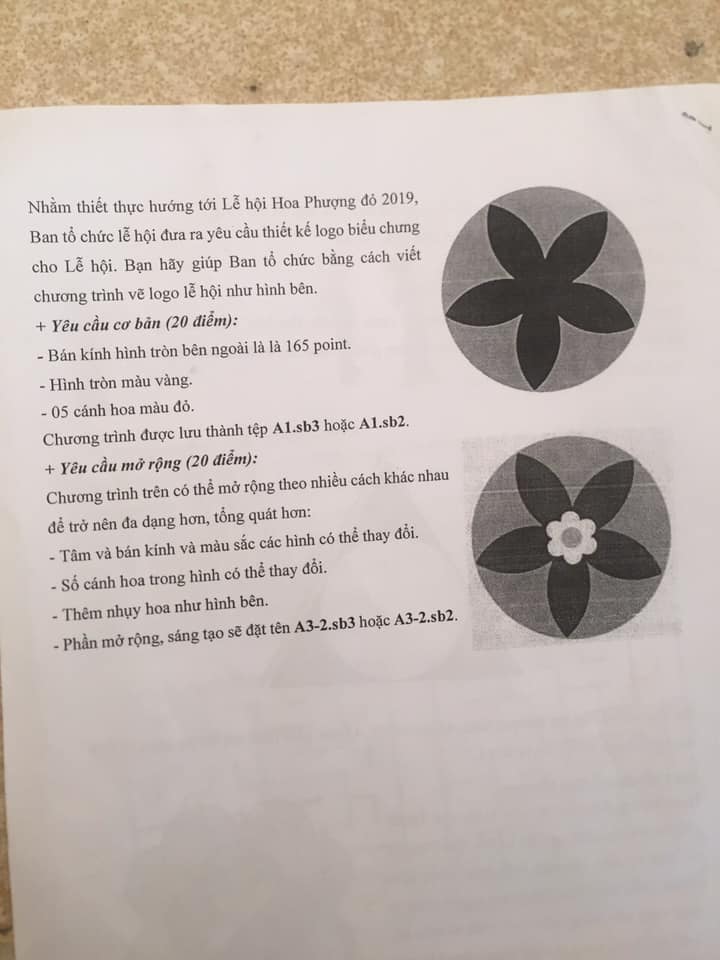 Nhằm thiết thực hướng tới Lễ hội Hoa Phượng đỏ 2019,
Ban tổ chức lễ hội đưa ra yêu cầu thiết kế logo biểu chưng
cho Lễ hội. Bạn hãy giúp Ban tổ chức bằng cách viết
chương trình vẽ logo lễ hội như hình bên.
+ Yêu cầu cơ bản (20 điểm):
- Bán kính hình tròn bên ngoài là là 165 point.
- Hình tròn màu vàng.
- 05 cánh hoa màu đỏ.
Chương trình được lưu thành tệp A1.sb3 hoặc A1.sb2.
+ Yêu cầu mở rộng (20 điểm):
Chương trình trên có thể mở rộng theo nhiều cách khác nhau
để trở nên đa dạng hơn, tổng quát hơn:
- Tâm và bán kính và màu sắc các hình có thể thay đổi.
- Số cánh hoa trong hình có thể thay đổi.
- Thêm nhụy hoa như hình bên.
- Phần mở rộng, sáng tạo sẽ đặt tên A3-2.sb3 hoặc A3-2.sb2.